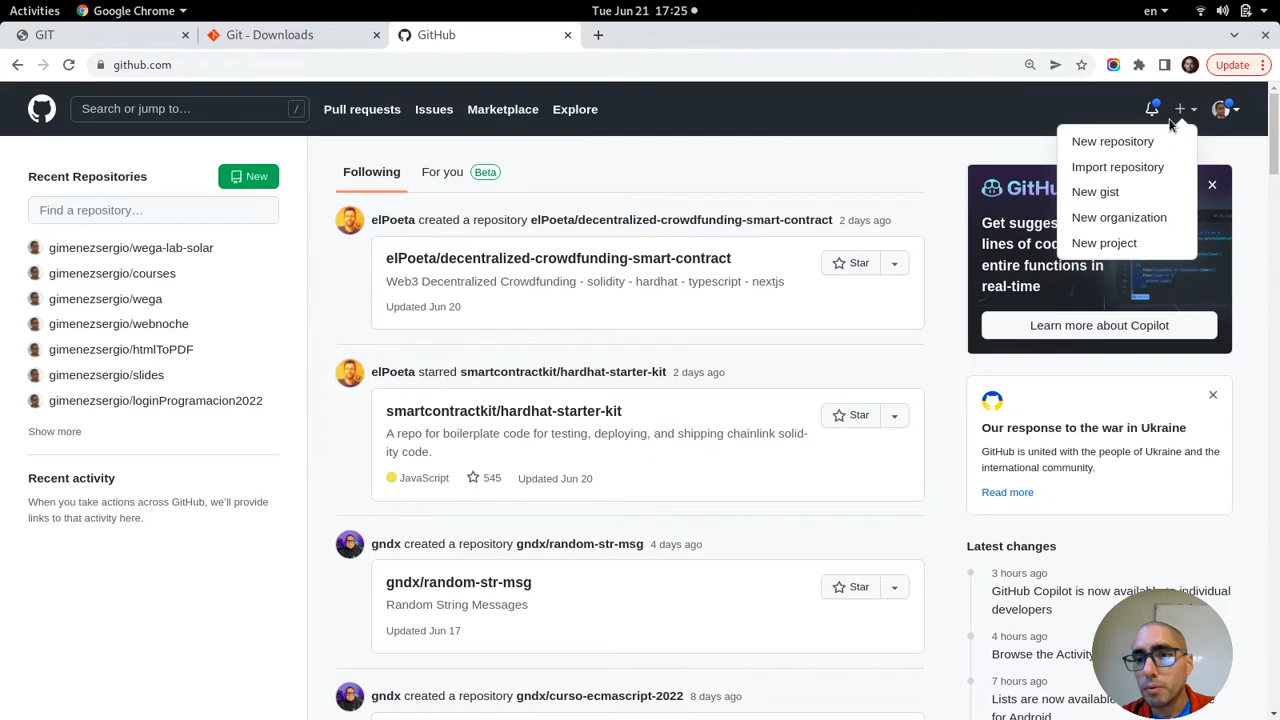 Activities
Google Chrome
Tue Jun 21 17:25
en
GIT
Git - Downloads
GitHub
github.com
Update
Search or jump to…
/
Pull requests
Issues
Marketplace
Explore
New repository
Import repository
New gist
New organization
New project
Recent Repositories
New
Find a repository…
gimenezsergio/wega-lab-solar
gimenezsergio/courses
gimenezsergio/wega
gimenezsergio/webnoche
gimenezsergio/htmlToPDF
gimenezsergio/slides
gimenezsergio/loginProgramacion2022
Show more
Recent activity
When you take actions across GitHub, we'll provide
links to that activity here.
Following
For you
Beta
elPoeta created a repository elPoeta/decentralized-crowdfunding-smart-contract 2 days ago
elPoeta/decentralized-crowdfunding-smart-contract
Star
Web3 Decentralized Crowdfunding - solidity - hardhat - typescript - nextjs
Updated Jun 20
elPoeta starred smartcontractkit/hardhat-starter-kit 2 days ago
smartcontractkit/hardhat-starter-kit
Star
A repo for boilerplate code for testing, deploying, and shipping chainlink solid-
ity code.
JavaScript
545
Updated Jun 20
gndx created a repository gndx/random-str-msg 4 days ago
gndx/random-str-msg
Star
Random String Messages
Updated Jun 17
gndx created a repository gndx/curso-ecmascript-2022 8 days ago
Get
lines of
entire functions in
real-time
Learn more about Copilot
Our response to the war in Ukraine
GitHub is united with the people of Ukraine and the
international community.
Read more
Latest changes
3 hours ago
GitHub Copilot is now to individual
developers
4 hours ago
Browse the
7 hours ago
Lists are now
for Android